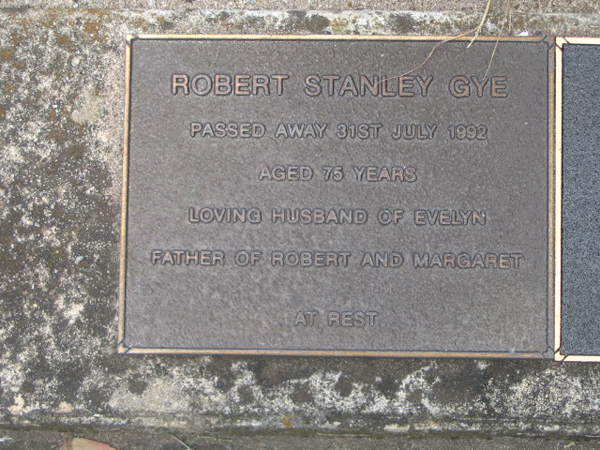 ROBERT STANLEY GYE
PASSED AWAY 31ST JULY 1992
AGED 75 YEARS
LOVING HUSBAND OF EVELYN
FATHER OF ROBERT AND MARGARET
AT REST